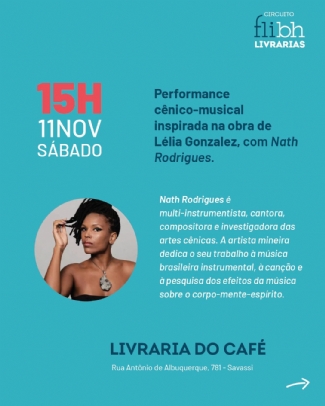 CIRCUITO
flibh
LIVRARIAS
15H
11NOV
SÁBADO
Performance
cênico-musical
inspirada na obra de
Lélia Gonzalez, com Nath
Rodrigues.
Nath Rodrigues é
multi-instrumentista, cantora,
compositora e investigadora das
artes cênicas. A artista mineira
dedica o seu trabalho à música
brasileira instrumental, à canção e
à pesquisa dos efeitos da música
sobre o corpo-mente-espírito.
LIVRARIA DO CAFÉ
Rua Antônio de Albuquerque, 781 - Savassi